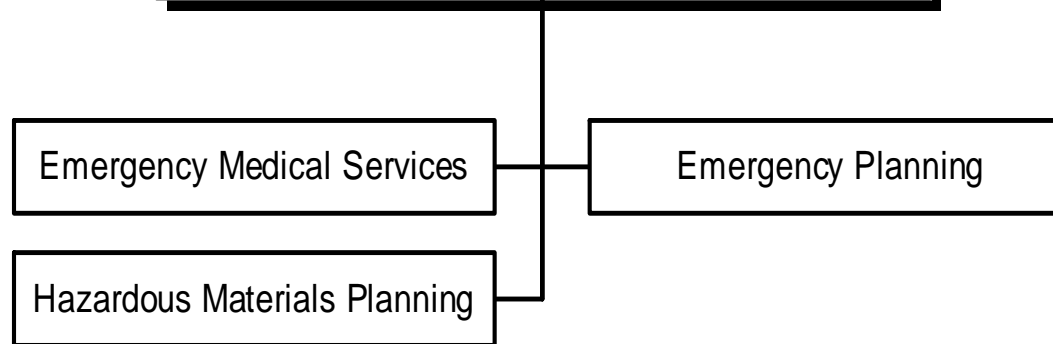 Emergency Medical Services
Emergency Planning
Hazardous Materials Planning